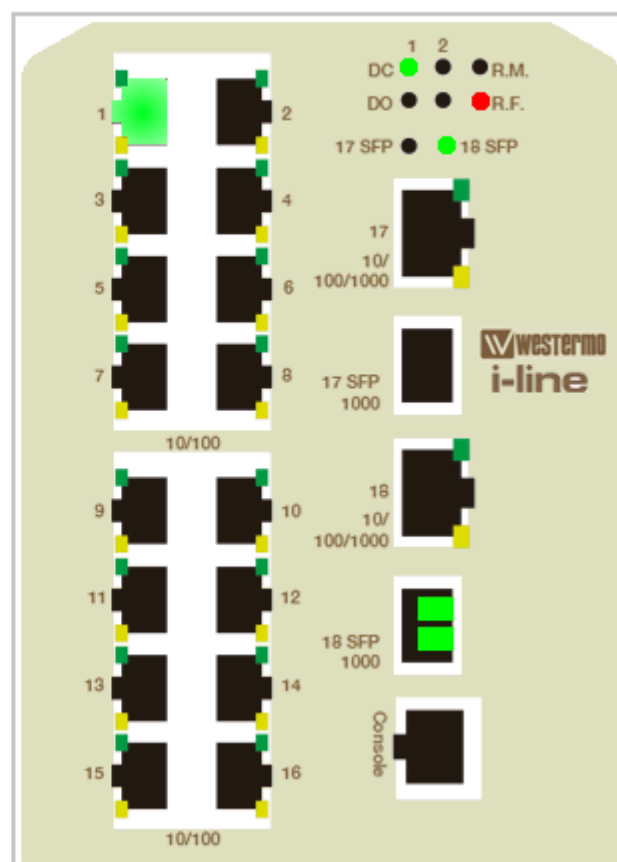 1 2
DC R.M.
DO R.F.
17 SFP 18 SFP
1 2
3 4
5 6
7 8
10/100
9 10
11 12
13 14
15 16
10/100
17
10/
100/1000
17 SFP
1000
westermo
i-line
18
10/
100/1000
18 SFP
1000
Console